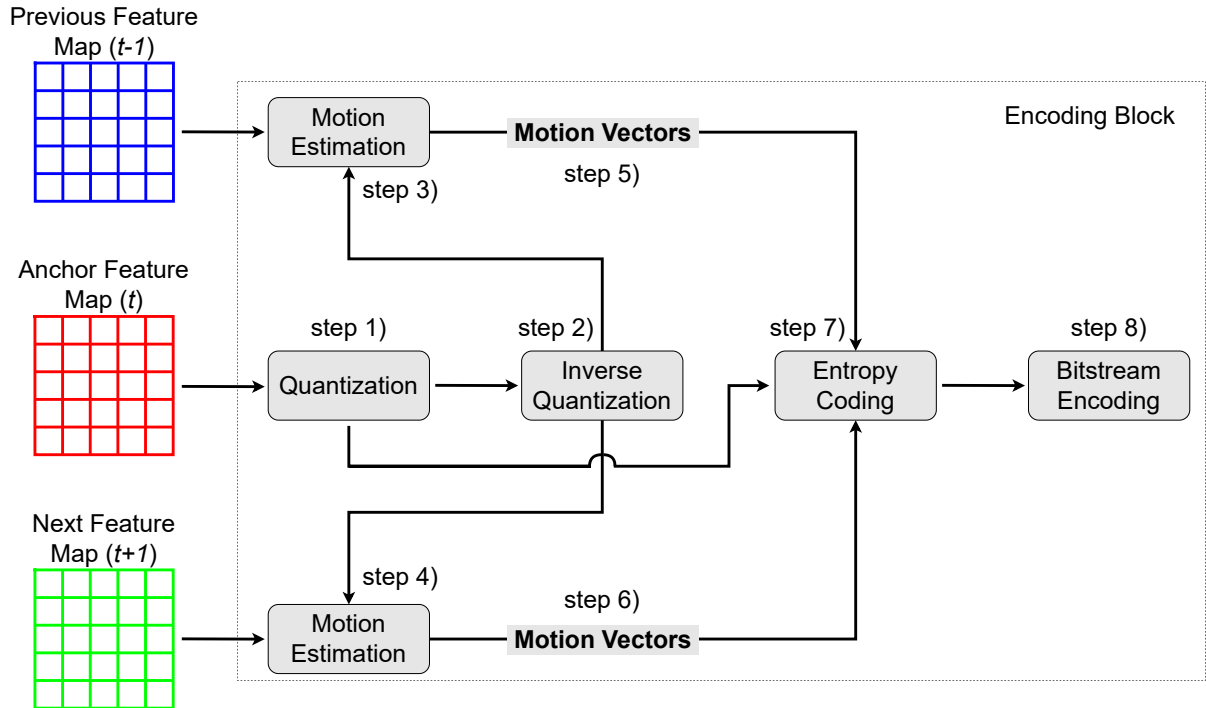 Previous Feature
Map (t-1)
Encoding Block
Motion
Estimation
Motion Vectors
step 5)
step 3)
Anchor Feature
Map (t)
step 1)
step 2)
step 7)
step 8)
Quantization
Inverse
Quantization
Entropy
Coding
Bitstream
Encoding
Next Feature
Map (t+1)
step 4)
step 6)
Motion
Estimation
Motion Vectors